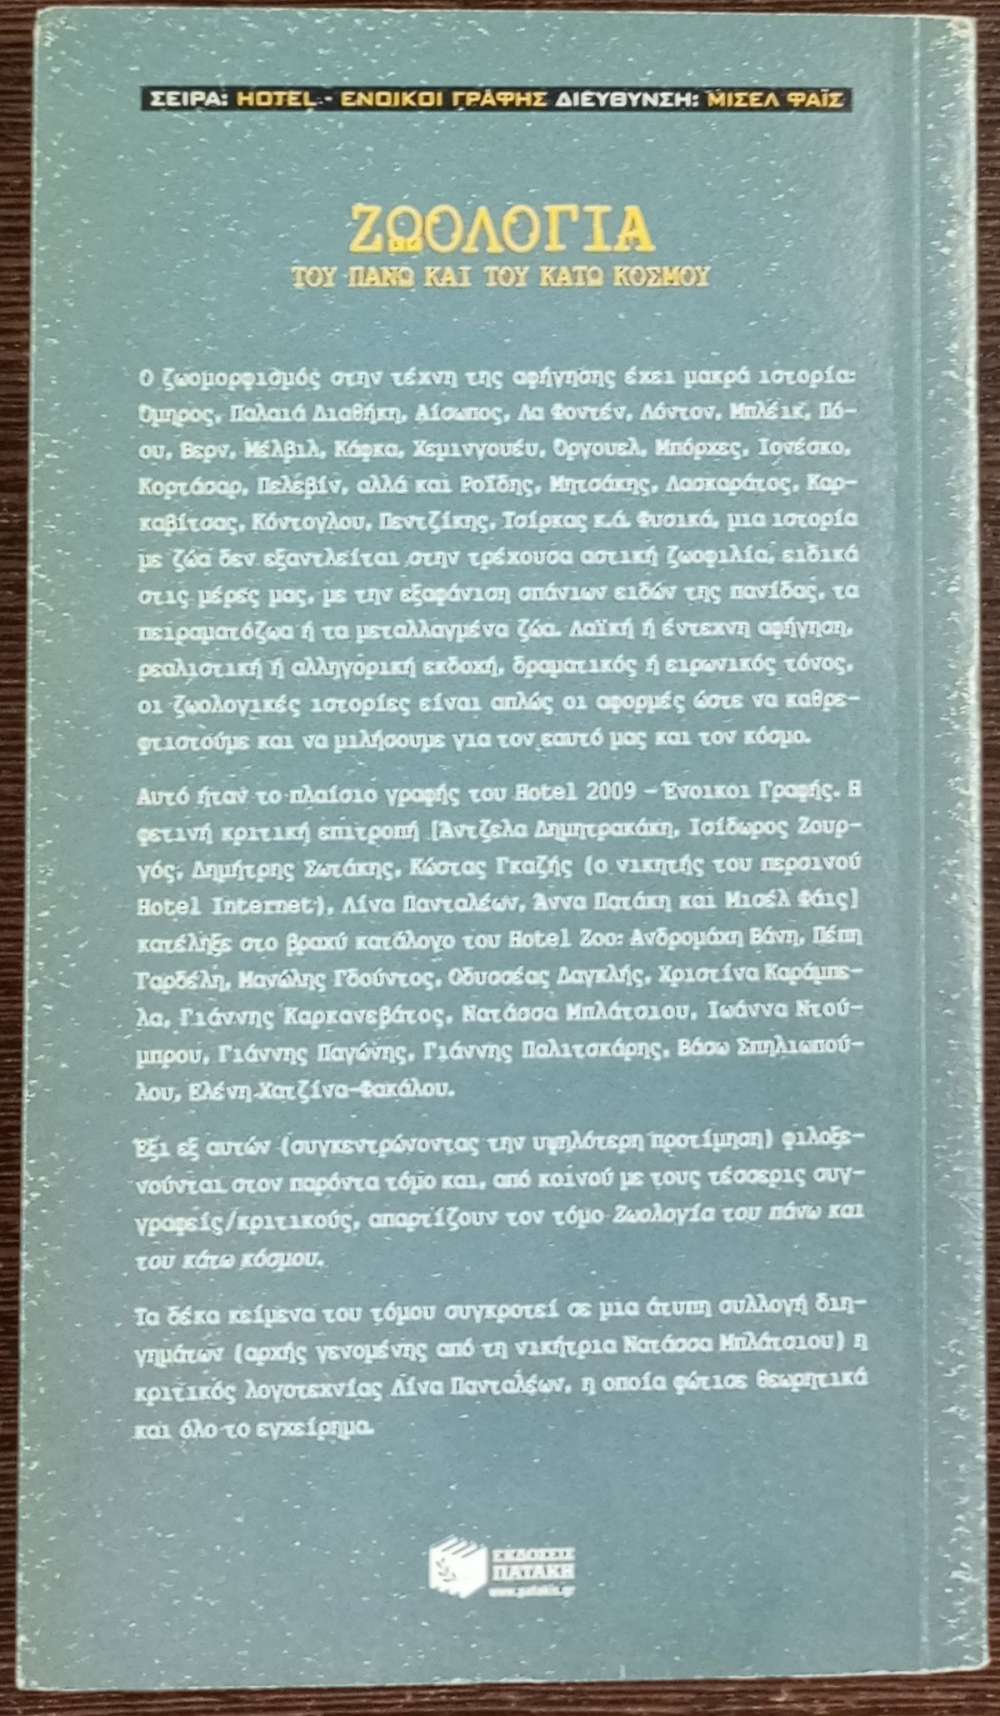 ΣΕΙΡΑ: HOTEL - ΕΝΟΙΚΟΙ ΓΡΑΦΗΣ ΔΙΕΥΘΥΝΣΗ: ΜΙΣΕΛ ΦΑΪΣ
ΖΩΟΛΟΓΙΑ
ΤΟΥ ΠΑΝΩ ΚΑΙ ΤΟΥ ΚΑΤΩ ΚΟΣΜΟΥ
Ο ζωομορφισμός στην τέχνη της αφήγησης έχει μακρά ιστορία:
Όμηρος, Παλαιά Διαθήκη, Αίσωπος, Λα Φοντέν, Λόντον, Μπλέικ, Πό-
ου, Βερν, Μέλβιλ, Κάφκα, Χεμινγουέυ, Όργουελ, Μπόρχες, Ιονέσκο,
Κορτάσαρ, Πελέβίν, αλλά και Ροΐδης, Μητσάκης, Λασκαράτος, Καρ-
καβίτσας, Κόντογλου, Πεντζίκης, Τσίρκας κ.ά. Φυσικά, μια ιστορία
με ζώα δεν εξαντλείται στην τρέχουσα αστική ζωοφιλία, ειδικά
στις μέρες μας, με την εξαφάνιση σπάνιων ειδών της πανίδας, τα
πειραματόζωα ή τα μεταλλαγμένα ζώα. Λαϊκή ή έντεχνη αφήγηση,
ρεαλιστική ή αλληγορική εκδοχή, δραματικός ή ειρωνικός τόνος,
οι ζωολογικές ιστορίες είναι απλώς οι αφορμές ώστε να καθρε-
φτιστούμε και να μιλήσουμε για τον εαυτό μας και τον κόσμο.
Αυτό ήταν το πλαίσιο γραφής του Hotel 2009 – Ένοικοι Γραφής. Η
φετινή κριτική επιτροπή [Άντζελα Δημητρακάκη, Ισίδωρος Ζουρ-
γός, Δημήτρης Σωτάκης, Κώστας Γκαζής (ο νικητής του περσινού
Hotel Internet), Λίνα Πανταλέων, Άννα Πατάκη και Μισέλ Φάις]
κατέληξε στο βραχύ κατάλογο του Hotel Zoo: Ανδρομάχη Βάνη, Πέπη
Γαρδέλη, Μανώλης Γδούντος, Οδυσσέας Δαγκλής, Χριστίνα Καράμπε-
λα, Γιάννης Καρκανεβάτος, Νατάσσα Μπλάτσιου, Ιωάννα Ντού-
μπρου, Γιάννης Παγώνης, Γιάννης Παλιτσκάρης, Βάσω Σπηλιωπού-
λου, Ελένη Χατζίνα-Φακάλου.
Έξι εξ αυτών (συγκεντρώνοντας την υψηλότερη προτίμηση) φιλοξε-
νούνται στον παρόντα τόμο και, από κοινού με τους τέσσερις συγ-
γραφείς/κριτικούς, απαρτίζουν τον τόμο Ζωολογία του πάνω και
του κάτω κόσμου.
Τα δέκα κείμενα του τόμου συγκροτεί σε μια άτυπη συλλογή διη-
γημάτων (αρχής γενομένης από τη νικήτρια Νατάσσα Μπλάτσιου) η
κριτικός λογοτεχνίας Λίνα Πανταλέων, η οποία φώτισε θεωρητικά
και όλο το εγχείρημα.
ΕΚΔΟΣΕΙΣ
ΠΑΤΑΚΗ
www.patakis.gr